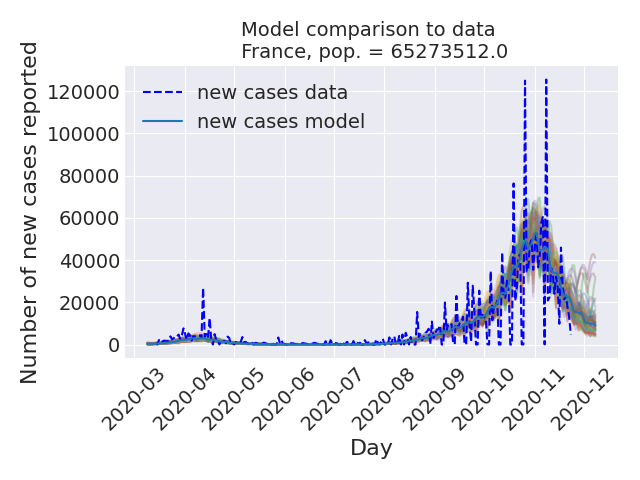 Model comparison to data
France, pop. = 65273512.0
Number of new cases reported
120000
100000
80000
60000
40000
20000
0
new cases data
new cases model
2020-03
2020-04
2020-05
2020-06
2020-07
2020-08
2020-09
2020-10
2020-11
2020-12
Day